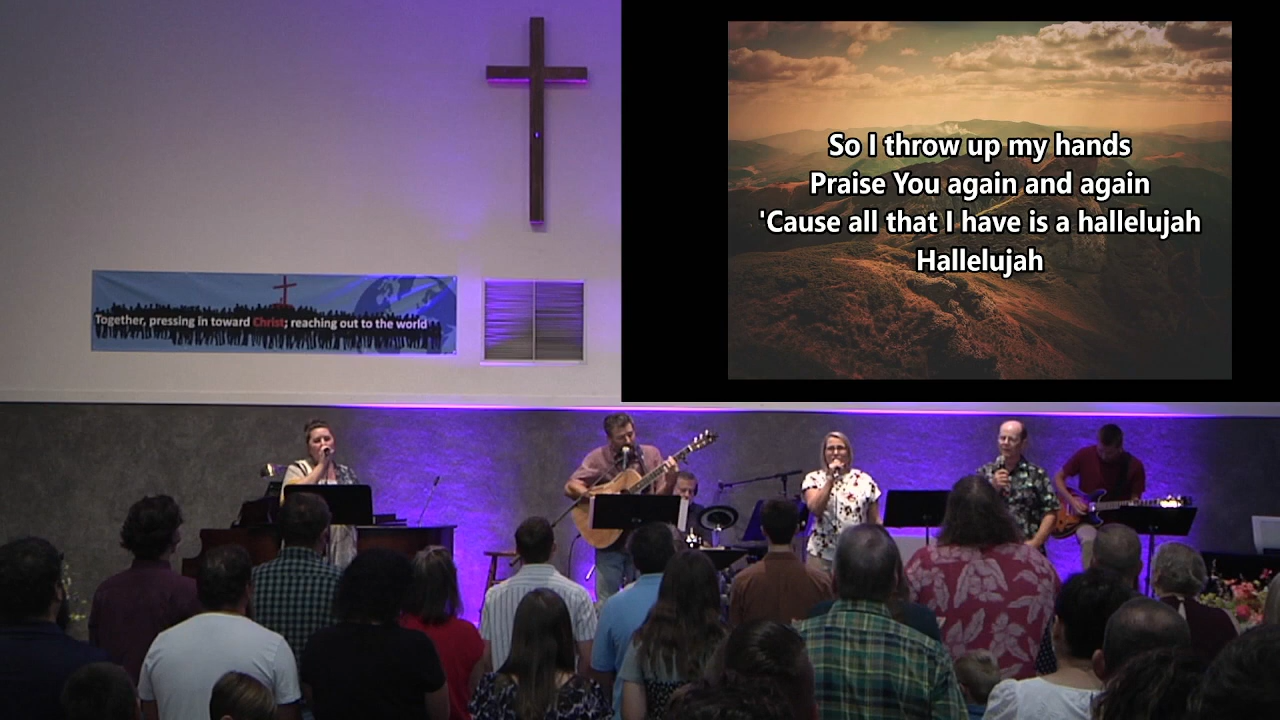 So I throw up my hands
Praise You again and again
'Cause all that I have is a hallelujah
Hallelujah
Together, pressing in toward Christ; reaching out to the world